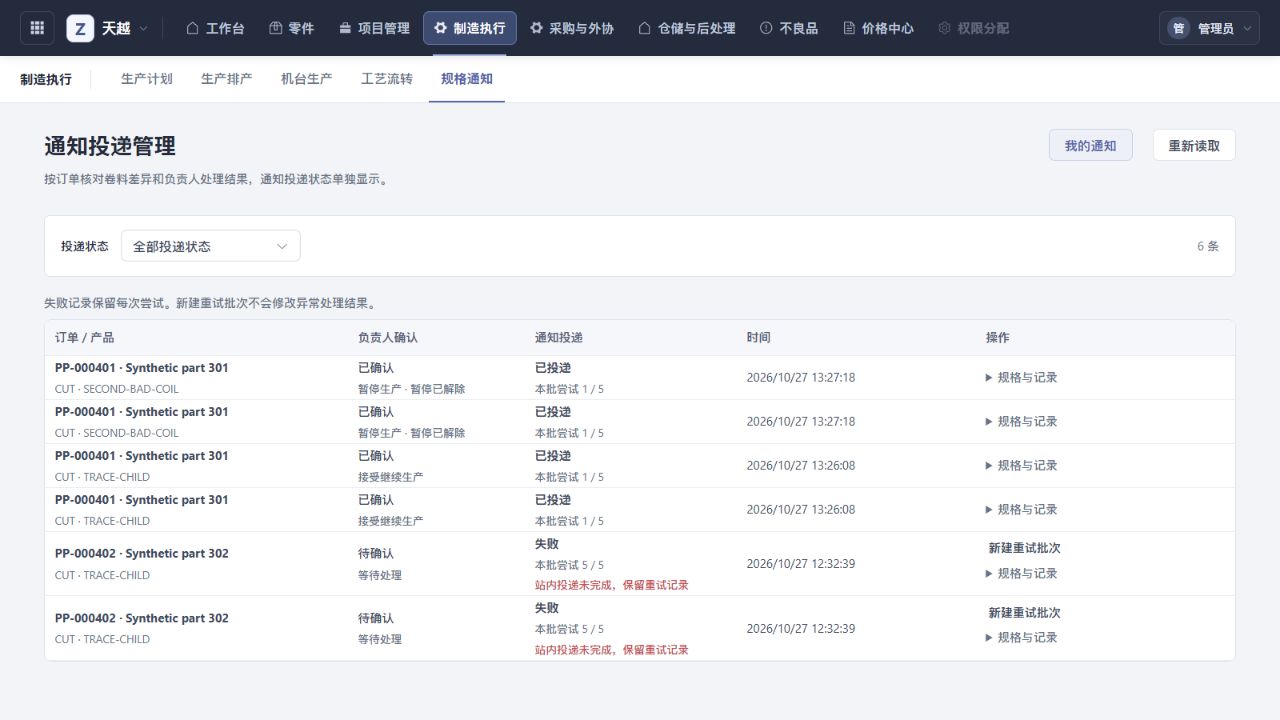 Z 天越 工作台 零件 项目管理 制造执行 采购与外协 仓储与后处理 不良品 价格中心 权限分配 管 管理员
制造执行 生产计划 生产排产 机台生产 工艺流转 规格通知
通知投递管理 我的通知 重新读取
按订单核对卷料差异和负责人处理结果，通知投递状态单独显示。
投递状态 全部投递状态 6 条
失败记录保留每次尝试。新建重试批次不会修改异常处理结果。
订单 / 产品 负责人确认 通知投递 时间 操作
PP-000401 · Synthetic part 301 已确认 已投递 2026/10/27 13:27:18 ▶ 规格与记录
CUT · SECOND-BAD-COIL 暂停生产 · 暂停已解除 本批尝试 1 / 5
PP-000401 · Synthetic part 301 已确认 已投递 2026/10/27 13:27:18 ▶ 规格与记录
CUT · SECOND-BAD-COIL 暂停生产 · 暂停已解除 本批尝试 1 / 5
PP-000401 · Synthetic part 301 已确认 已投递 2026/10/27 13:26:08 ▶ 规格与记录
CUT · TRACE-CHILD 接受继续生产 本批尝试 1 / 5
PP-000401 · Synthetic part 301 已确认 已投递 2026/10/27 13:26:08 ▶ 规格与记录
CUT · TRACE-CHILD 接受继续生产 本批尝试 1 / 5
PP-000402 · Synthetic part 302 待确认 失败 2026/10/27 12:32:39 新建重试批次
CUT · TRACE-CHILD 等待处理 本批尝试 5 / 5 ▶ 规格与记录
站内投递未完成，保留重试记录
PP-000402 · Synthetic part 302 待确认 失败 2026/10/27 12:32:39 新建重试批次
CUT · TRACE-CHILD 等待处理 本批尝试 5 / 5 ▶ 规格与记录
站内投递未完成，保留重试记录